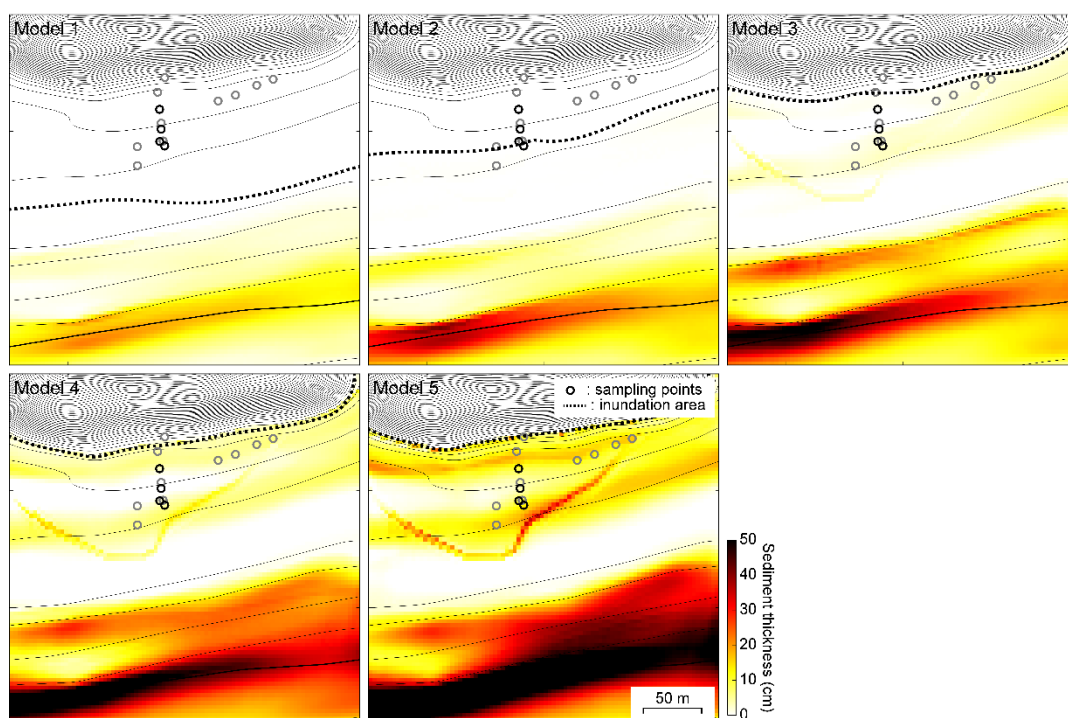 Model 1
Model 2
Model 3
Model 4
Model 5
: sampling points
: inundation area
50 m
50
40
30
20
10
0
Sediment thickness (cm)